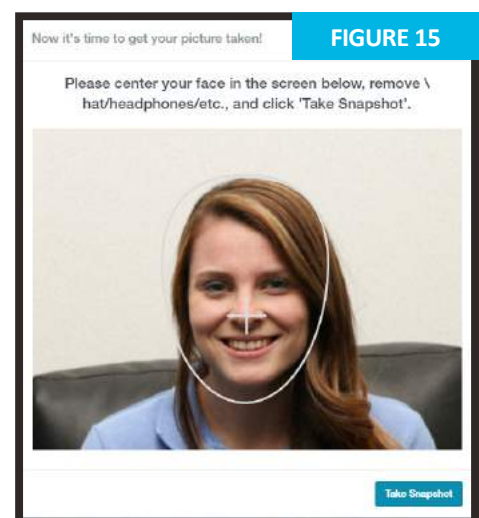 Now it's time to get your picture taken!
FIGURE 15
Please center your face in the screen below, remove \
hat/headphones/etc., and click 'Take Snapshot'.
Take Snapshot